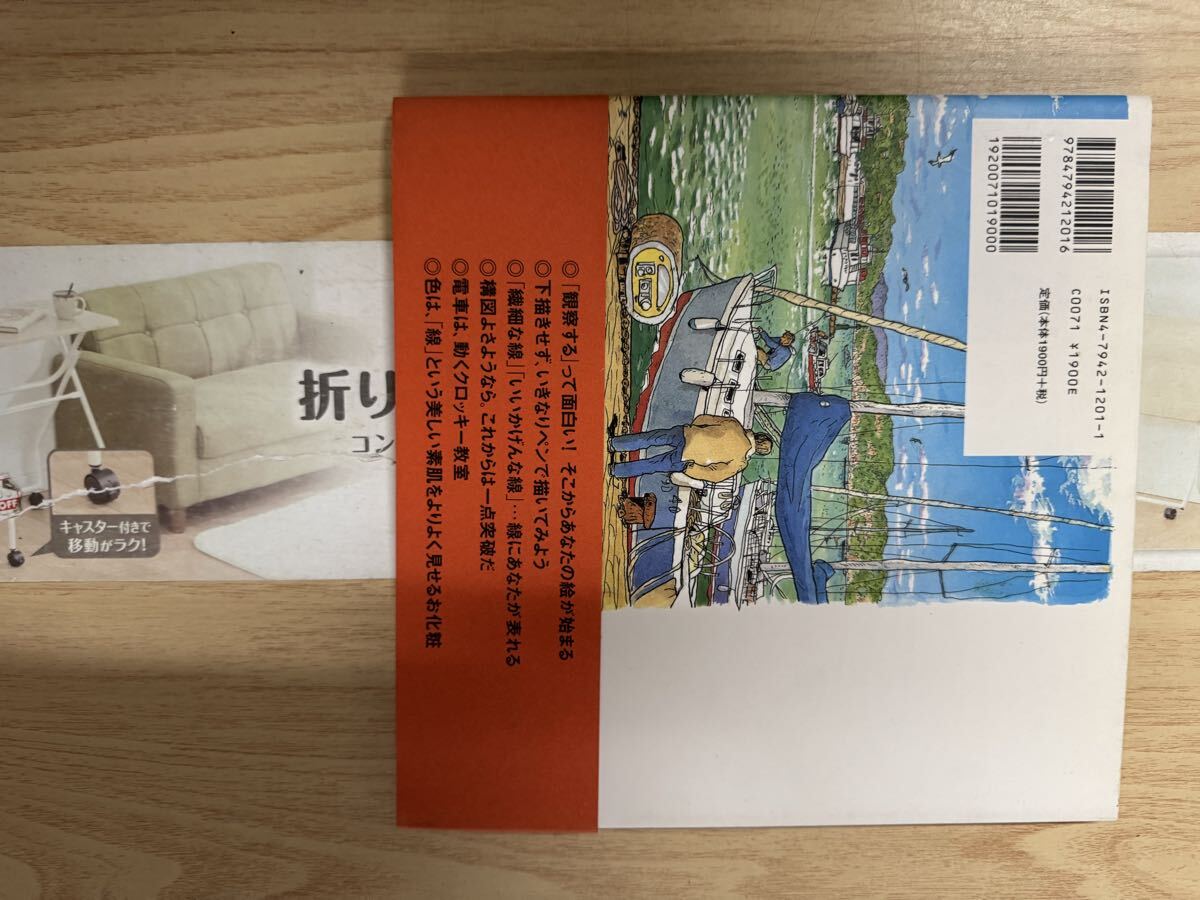 9784794212016
1920071019000
ISBN4-7942-1201-1
C0071 ¥1900E
定価(本体1900円+税)
◎「観察する」って面白い! そこからあなたの絵が始まる
◎下描きせず、いきなりペンで描いてみよう
◎「繊細な線」「いいかげんな線」…線にあなたが表れる
◎構図よさようなら。これからは一点突破だ
◎電車は、動くクロッキー教室
◎色は、「線」という美しい素肌をよりよく見せるお化粧
折り
コン
キャスター付きで
移動がラク!
OFF